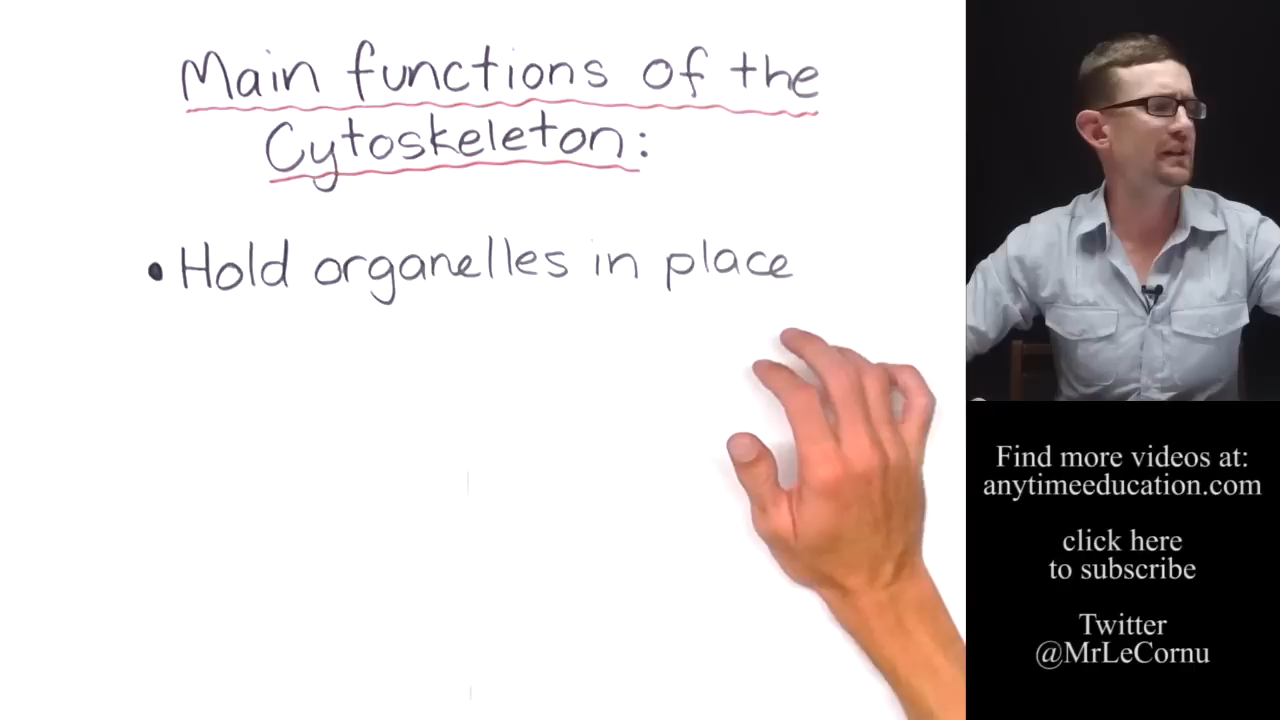 Main functions of the
Cytoskeleton:
• Hold organelles in place
Find more videos at:
anytimeeducation.com
click here
to subscribe
Twitter
@MrLeCornu